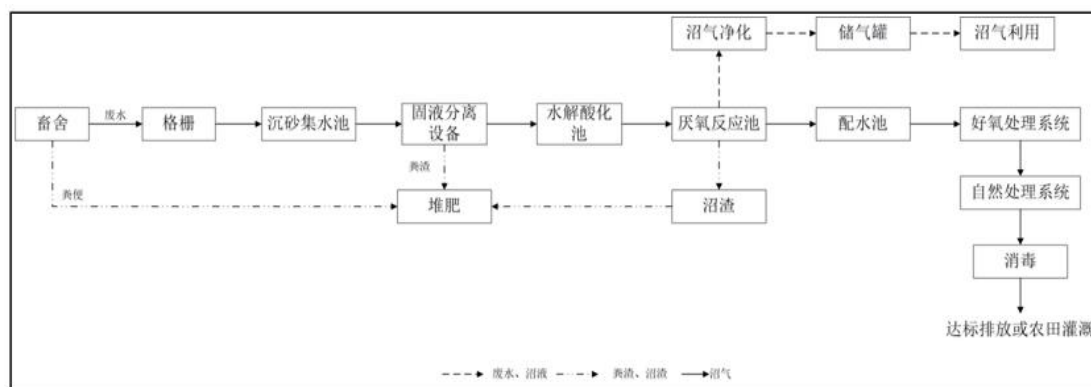 沼气净化
储气罐
沼气利用
畜舍
废水
格栅
沉砂集水池
固液分离
设备
水解酸化
池
厌氧反应池
配水池
好氧处理系统
粪便
粪渣
堆肥
沼渣
自然处理系统
消毒
达标排放或农田灌溉
废水、沼液
粪渣、沼渣
沼气